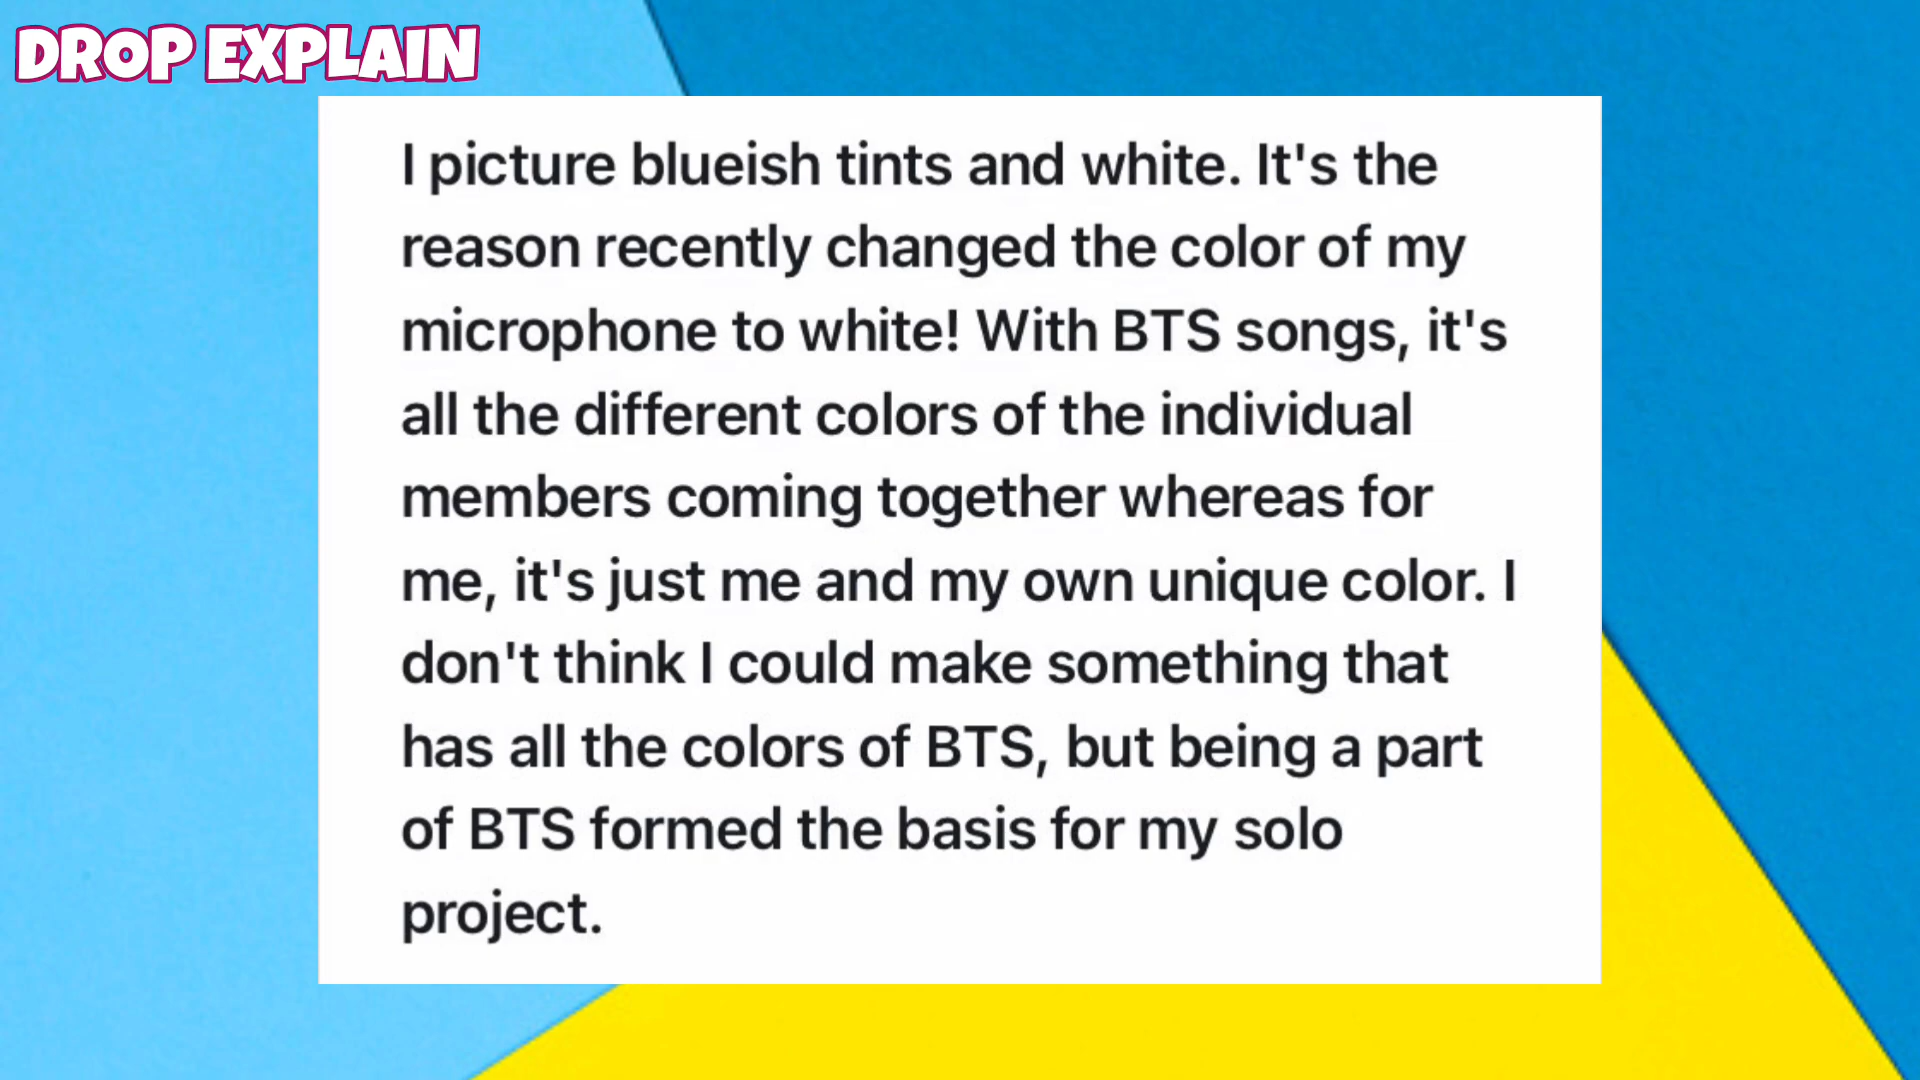 DROP EXPLAIN
I picture blueish tints and white. It's the
reason recently changed the color of my
microphone to white! With BTS songs, it's
all the different colors of the individual
members coming together whereas for
me, it's just me and my own unique color. I
don't think I could make something that
has all the colors of BTS, but being a part
of BTS formed the basis for my solo
project.